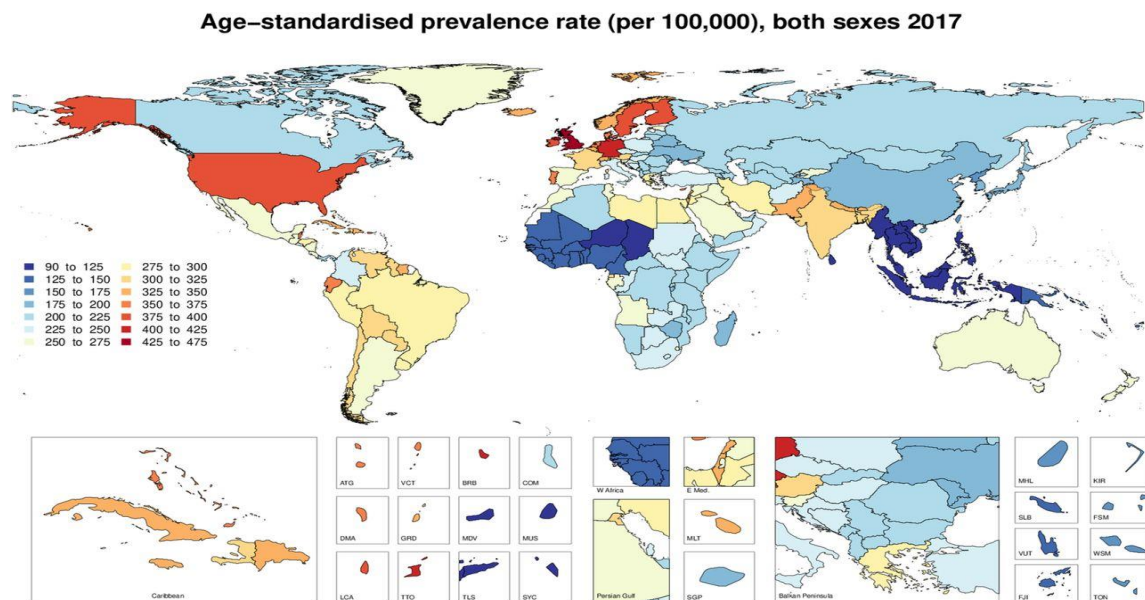 Age−standardised prevalence rate (per 100,000), both sexes 2017
90 to 125
125 to 150
150 to 175
175 to 200
200 to 225
225 to 250
250 to 275
275 to 300
300 to 325
325 to 350
350 to 375
375 to 400
400 to 425
425 to 475
Caribbean
ATG
VCT
BRB
COM
DMA
GRD
MDV
MUS
LCA
TTO
TLS
SYC
W Africa
E Med.
Persian Gulf
MLT
SGP
Balkan Peninsula
MHL
KIR
SLB
FSM
VUT
WSM
FJI
TON